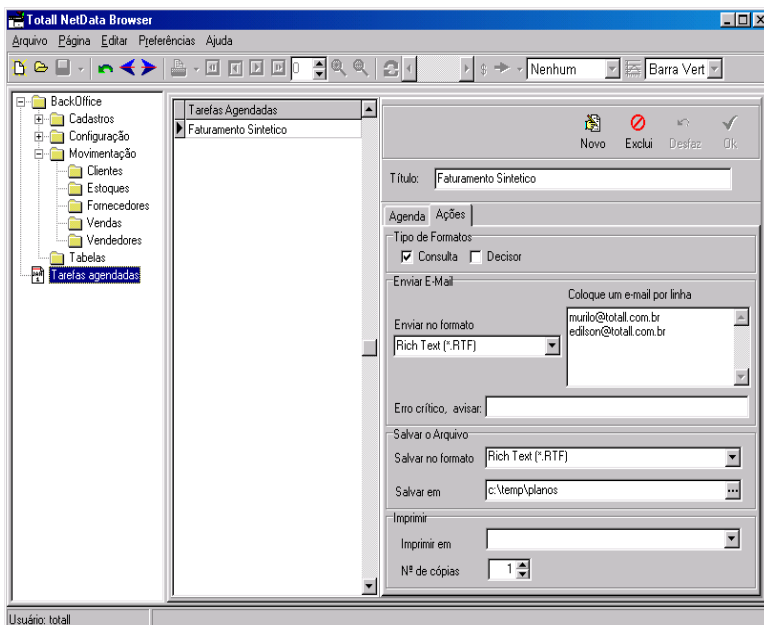 Totall NetData Browser
Arquivo Página Editar Preferências Ajuda
0 $ Nenhum Barra Vert
BackOffice
Cadastros
Configuração
Movimentação
Clientes
Estoques
Fornecedores
Vendas
Vendedores
Tabelas
Tarefas agendadas
Tarefas Agendadas
Faturamento Sintetico
Novo Exclui Desfaz Ok
Título: Faturamento Sintetico
Agenda Ações
Tipo de Formatos
Consulta Decisor
Enviar E-Mail
Coloque um e-mail por linha
murilo@totall.com.br
edilson@totall.com.br
Enviar no formato
Rich Text (*.RTF)
Erro crítico, avisar:
Salvar o Arquivo
Salvar no formato Rich Text (*.RTF)
Salvar em c:\temp\planos ...
Imprimir
Imprimir em
Nº de cópias 1
Usuário: totall